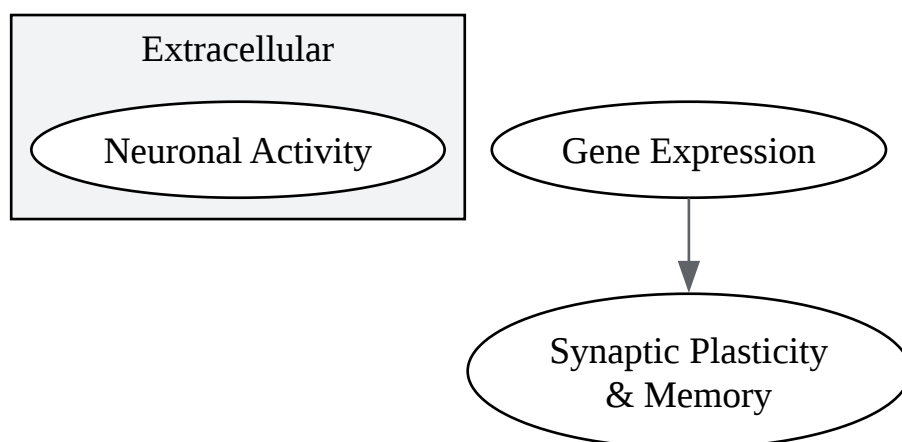 Extracellular
Neuronal Activity
Gene Expression
Synaptic Plasticity
& Memory